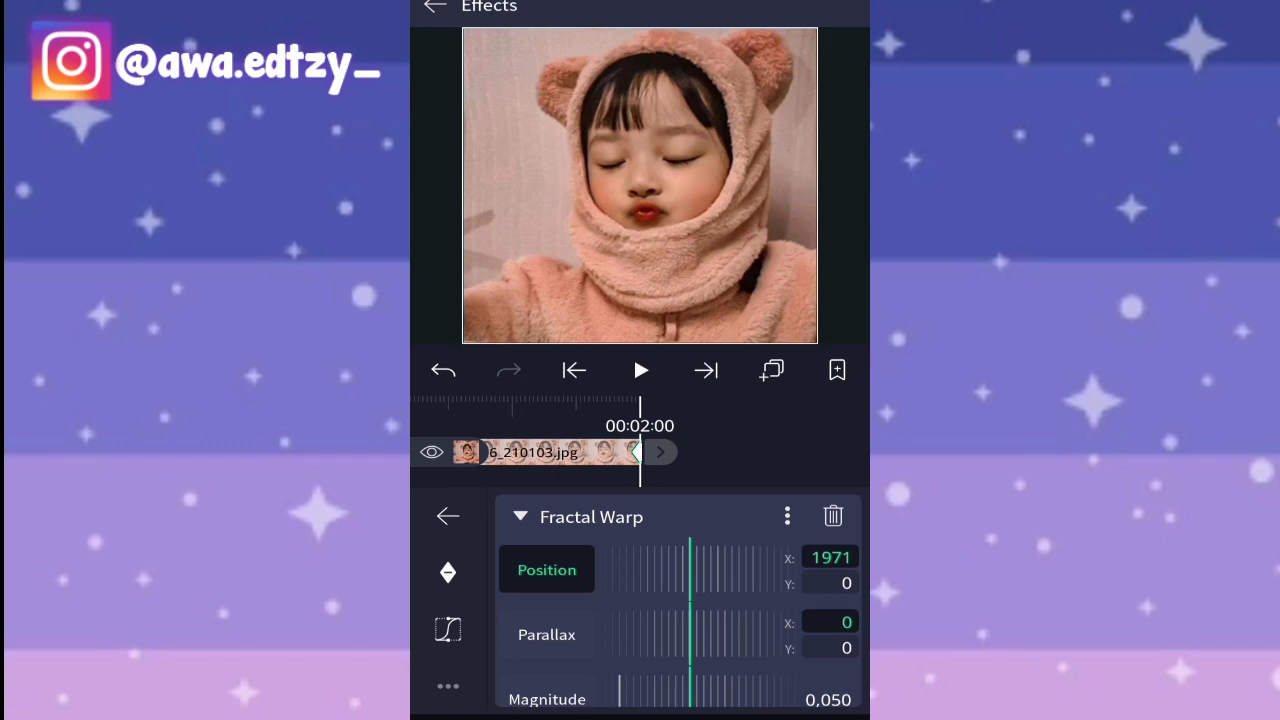 Effects
@awa.edtzy_
00:02:00
6_210103.jpg
Fractal Warp
Position
X: 1971
Y: 0
Parallax
X: 0
Y: 0
Magnitude
0,050